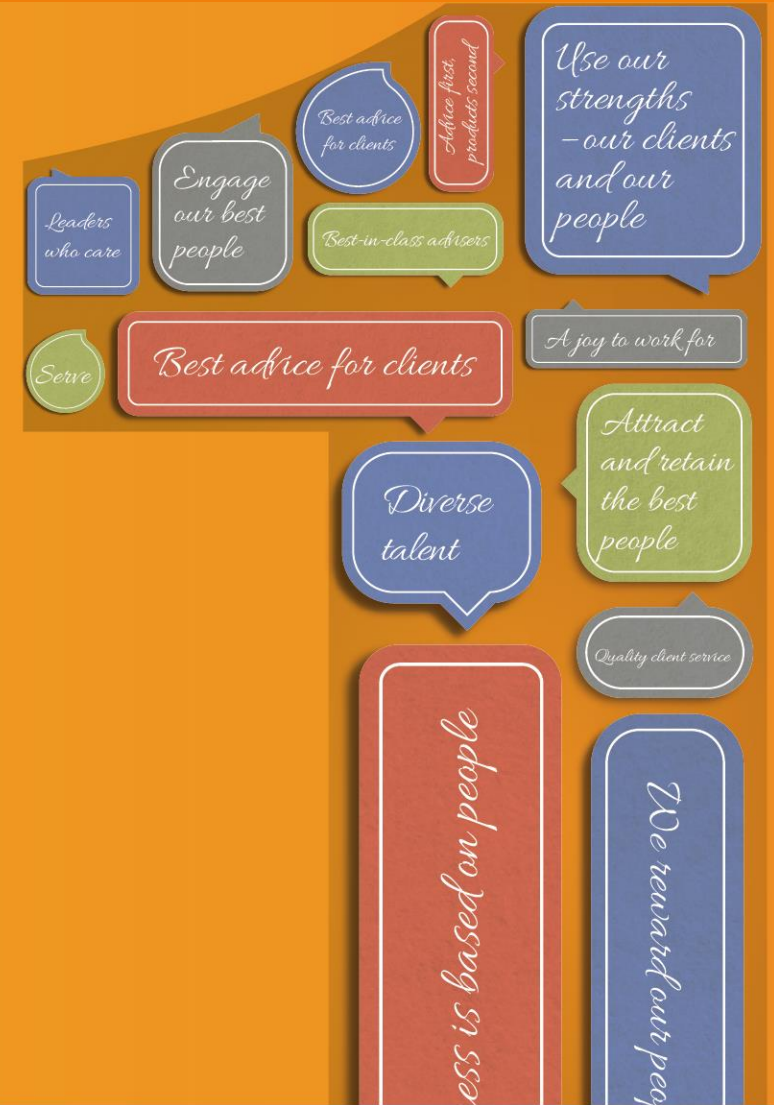 Use our
strengths
– our clients
and our
people
Advice first,
products second
Best advice
for clients
Engage
our best
people
Leaders
who care
Best-in-class advisers
Serve
Best advice for clients
A joy to work for
Attract
and retain
the best
people
Diverse
talent
Quality client service
ess is based on people
We reward our peo